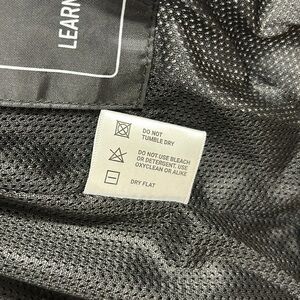 LEARN
DO NOT
TUMBLE DRY
DO NOT USE BLEACH
OR DETERGENT. USE
OXYCLEAN OR ALIKE
DRY FLAT